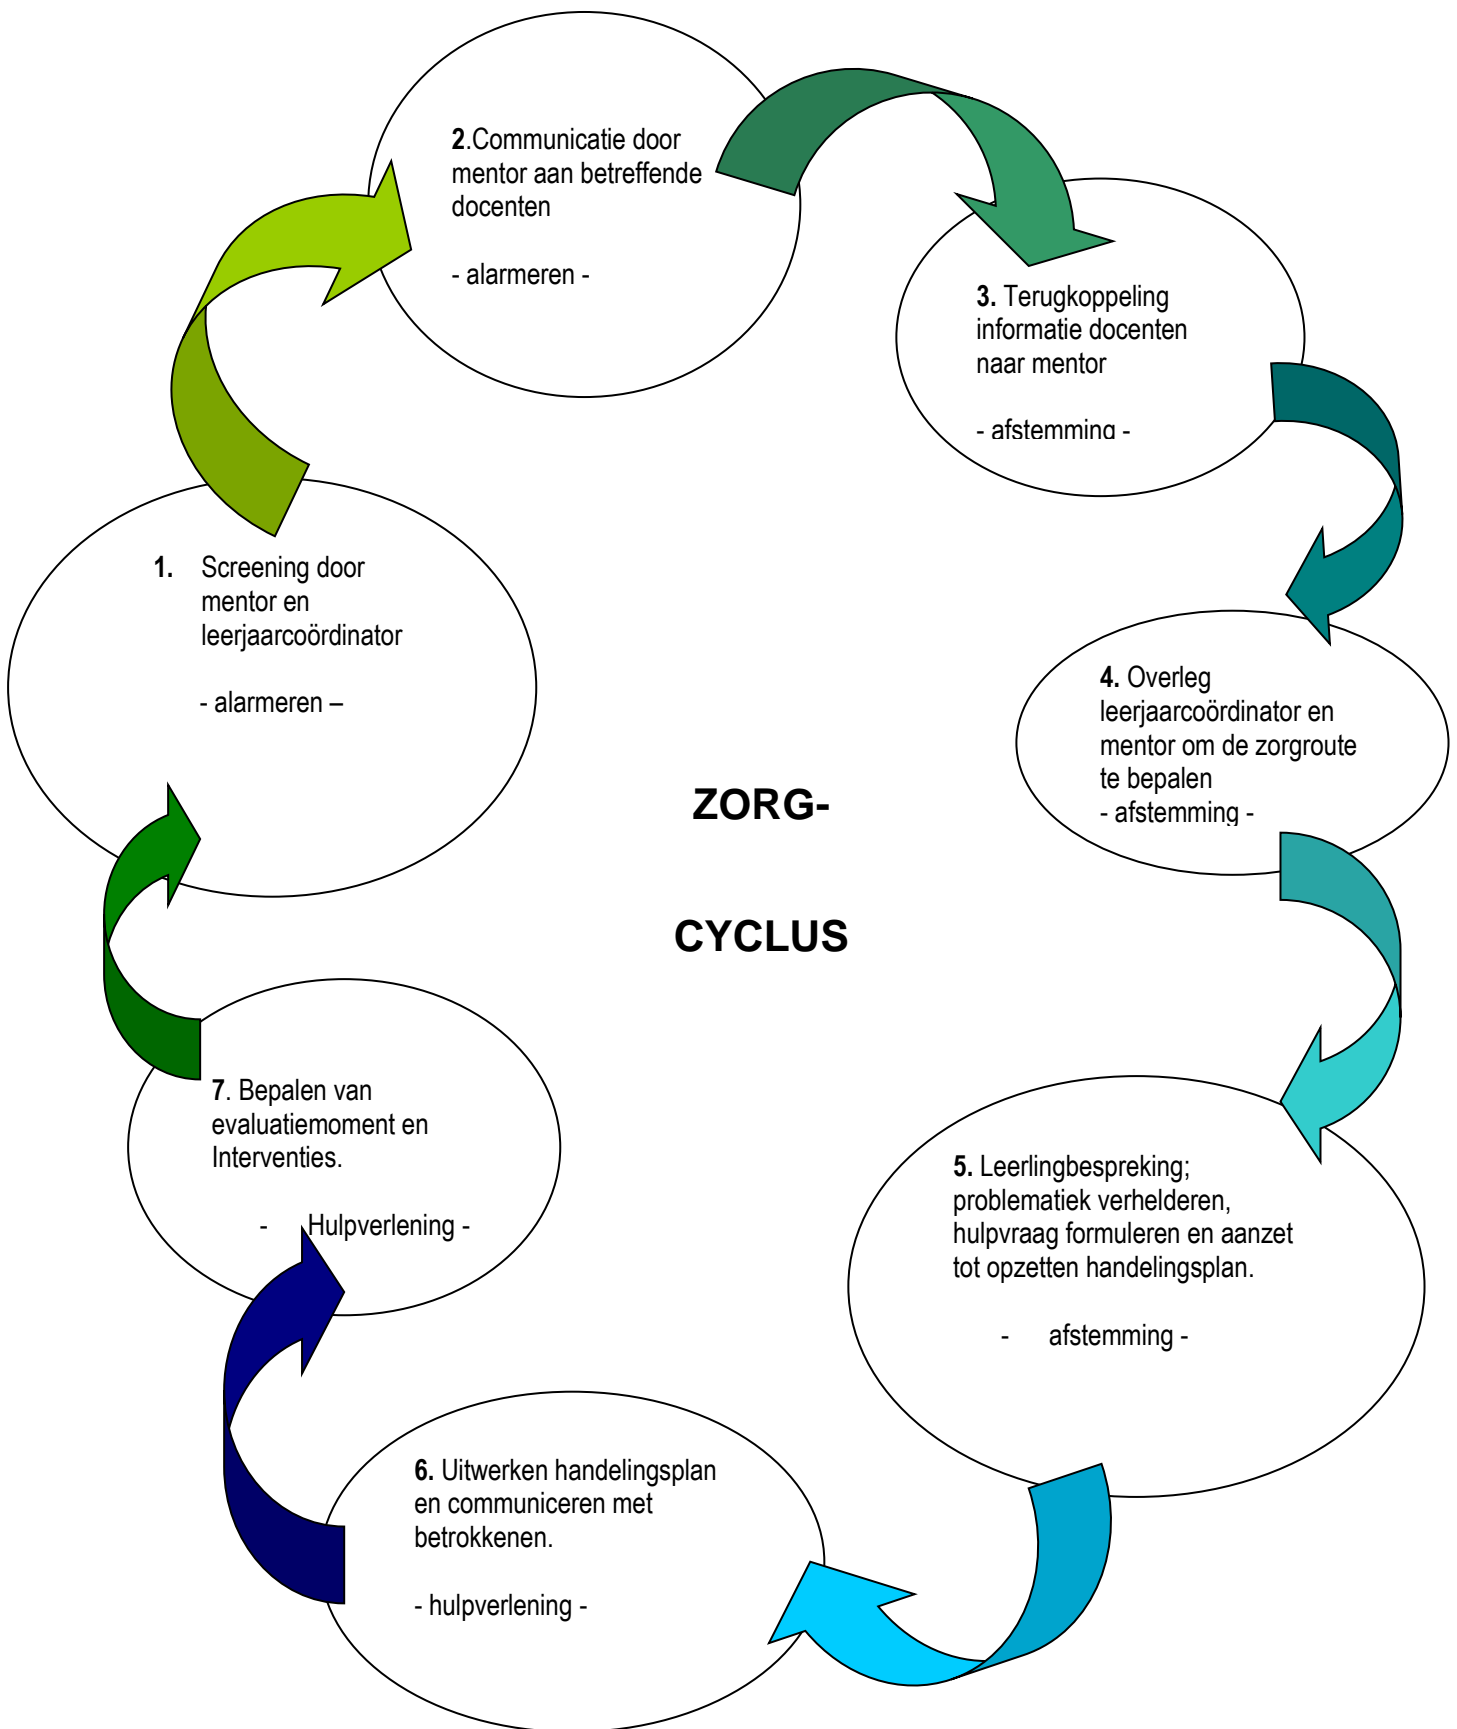 1. Screening door
mentor en
leerjaarcoördinator
- alarmeren –
2.Communicatie door
mentor aan betreffende
docenten
- alarmeren -
3. Terugkoppeling
informatie docenten
naar mentor
- afstemming -
4. Overleg
leerjaarcoördinator en
mentor om de zorgroute
te bepalen
- afstemming -
5. Leerlingbespreking;
problematiek verhelderen,
hulpvraag formuleren en aanzet
tot opzetten handelingsplan.
- afstemming -
6. Uitwerken handelingsplan
en communiceren met
betrokkenen.
- hulpverlening -
7. Bepalen van
evaluatiemoment en
Interventies.
- Hulpverlening -
ZORG-
CYCLUS